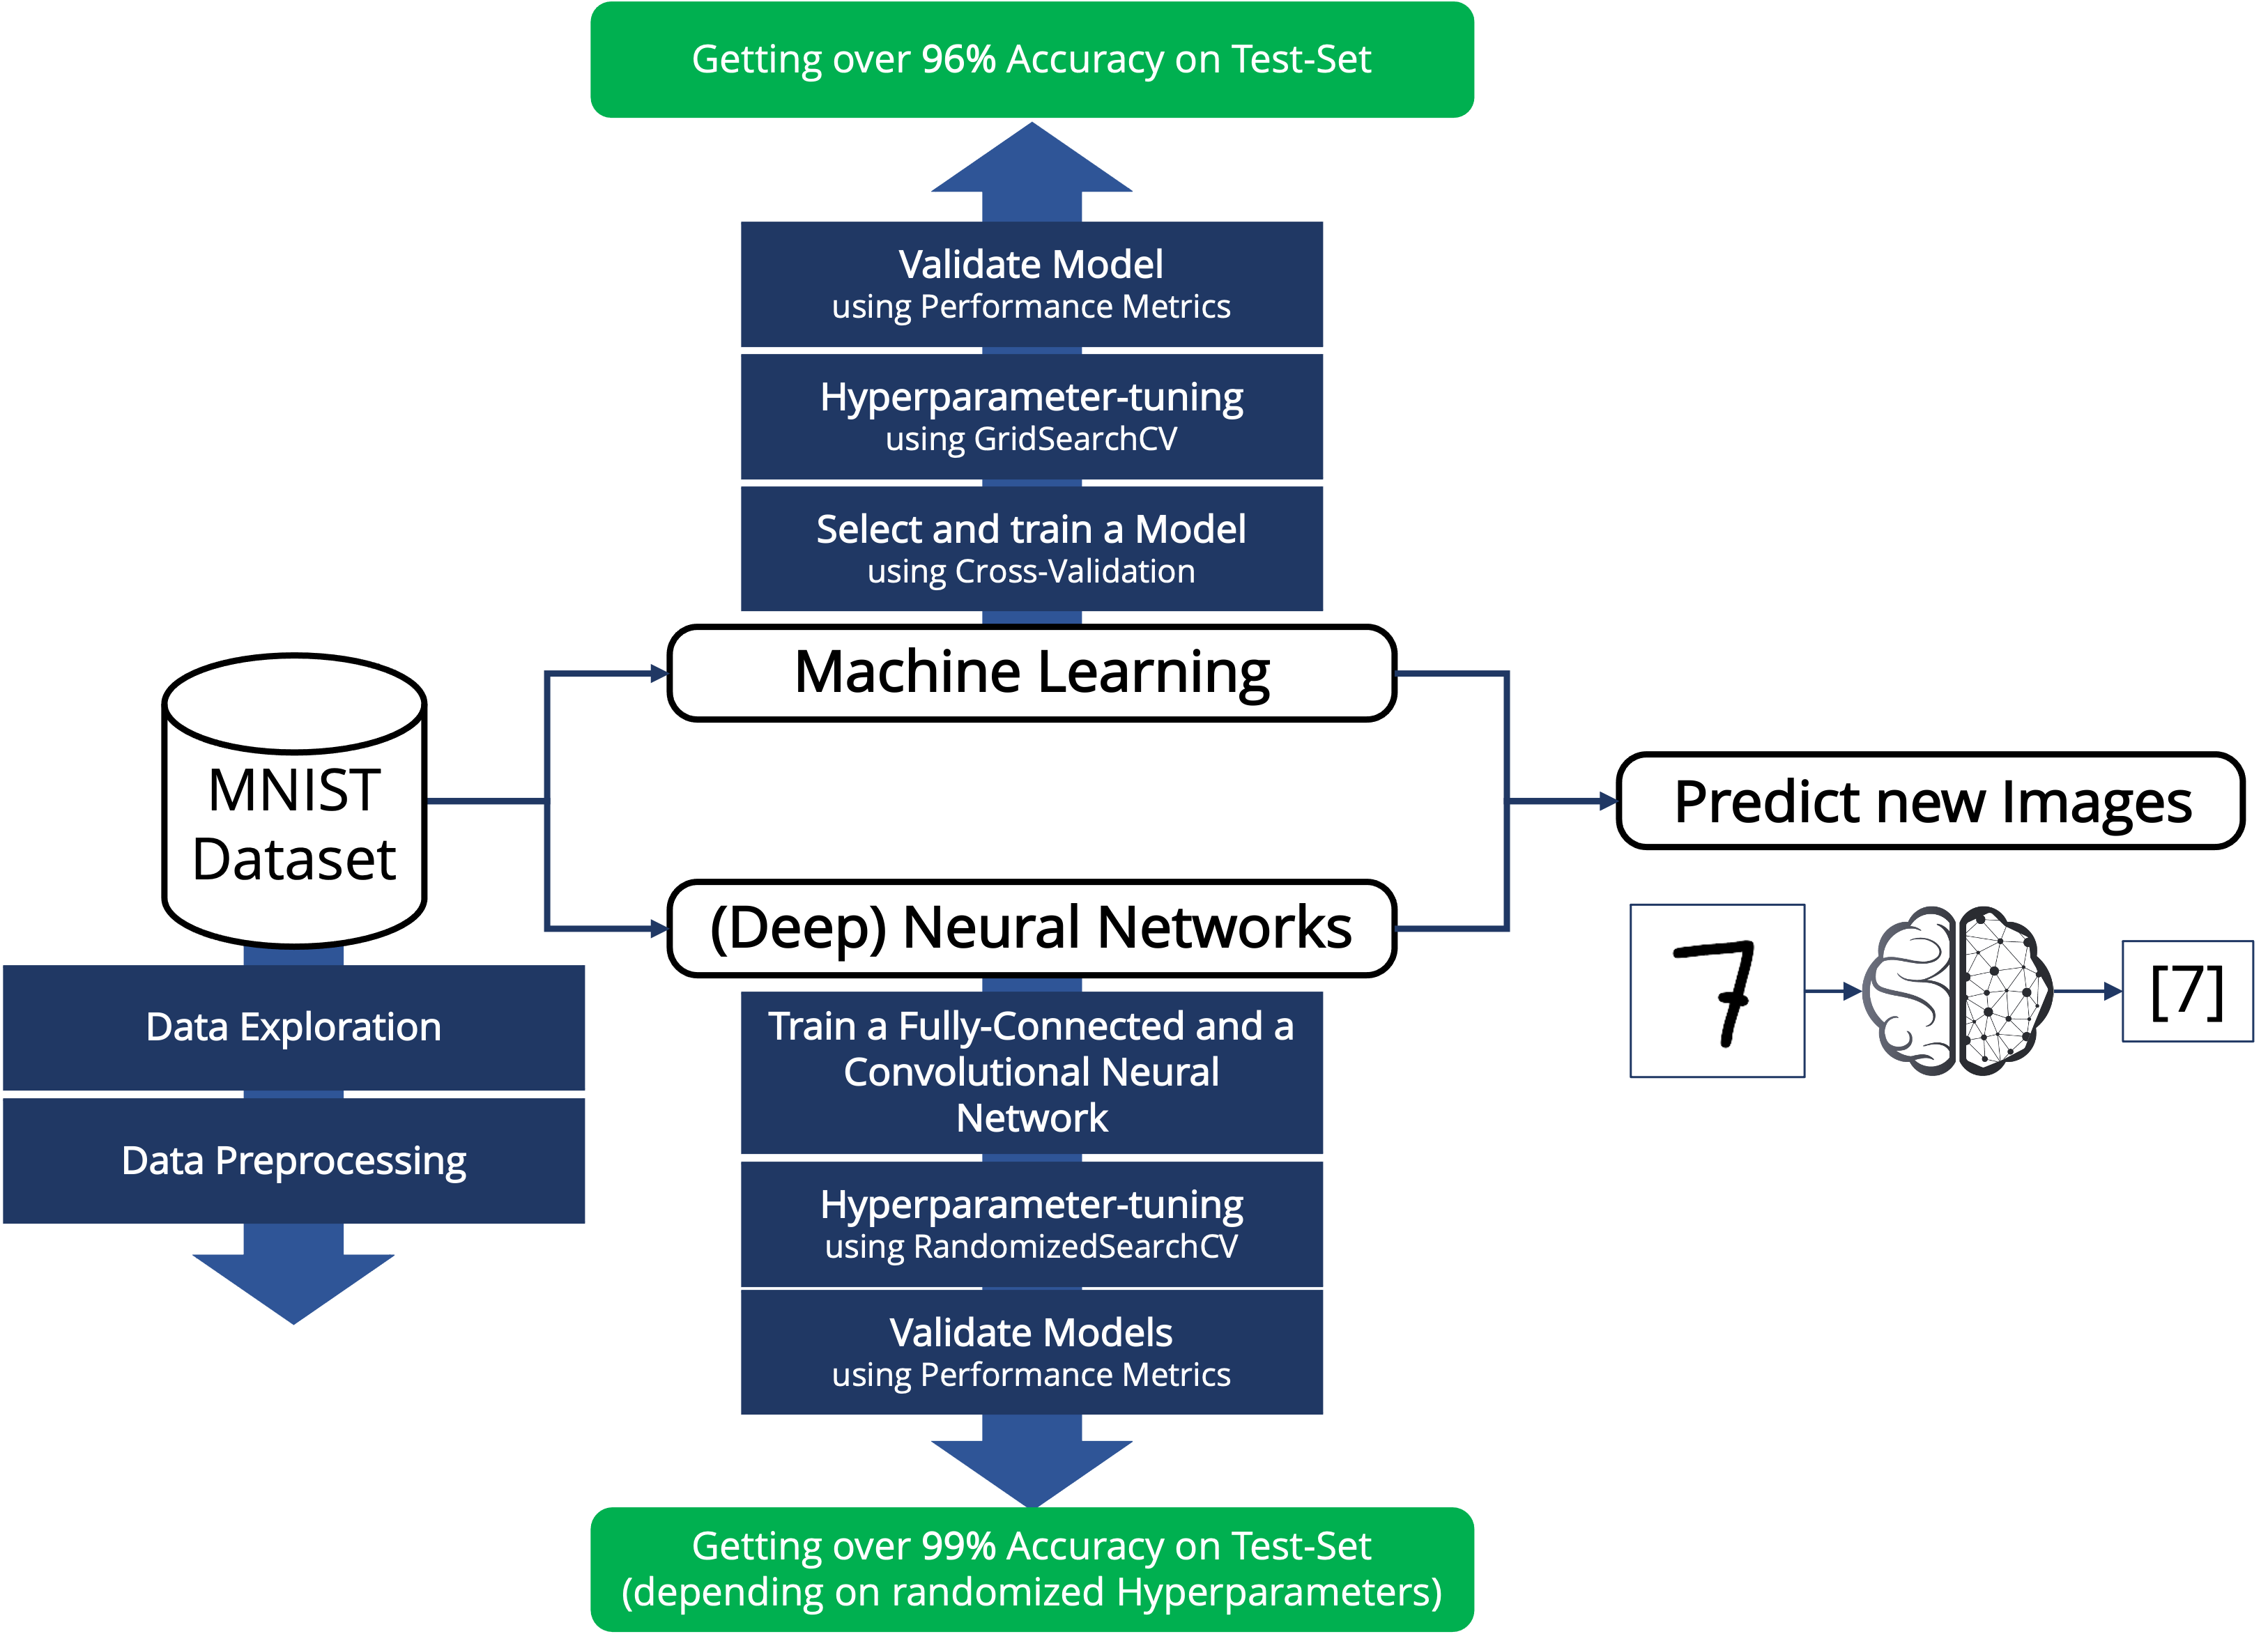 Getting over 96% Accuracy on Test-Set
Validate Model
using Performance Metrics
Hyperparameter-tuning
using GridSearchCV
Select and train a Model
using Cross-Validation
Machine Learning
MNIST
Dataset
Predict new Images
(Deep) Neural Networks
7
[7]
Data Exploration
Data Preprocessing
Train a Fully-Connected and a
Convolutional Neural
Network
Hyperparameter-tuning
using RandomizedSearchCV
Validate Models
using Performance Metrics
Getting over 99% Accuracy on Test-Set
(depending on randomized Hyperparameters)